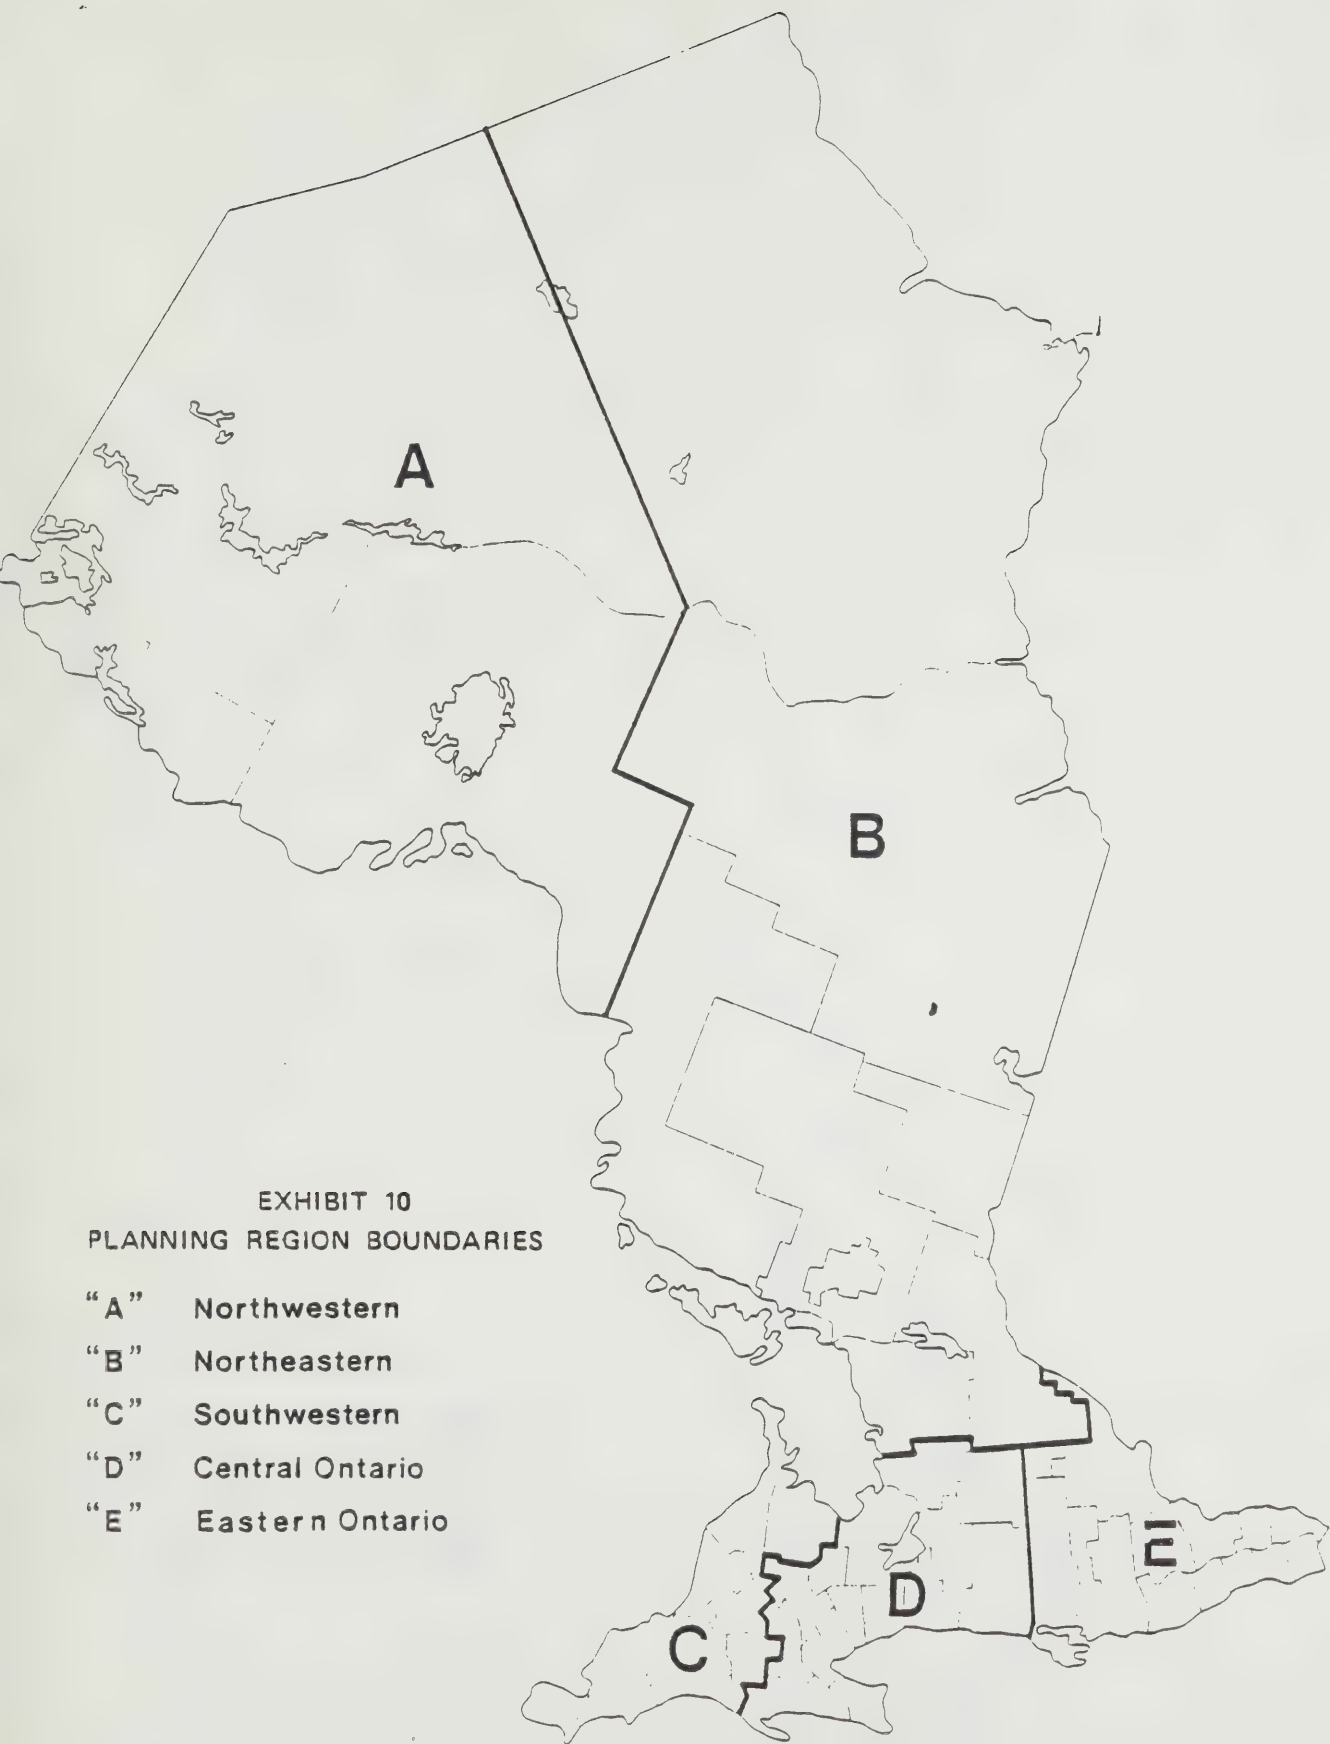 A
B
EXHIBIT 10
PLANNING REGION BOUNDARIES
“A” Northwestern
“B” Northeastern
“C” Southwestern
“D” Central Ontario
“E” Eastern Ontario
E
D
C